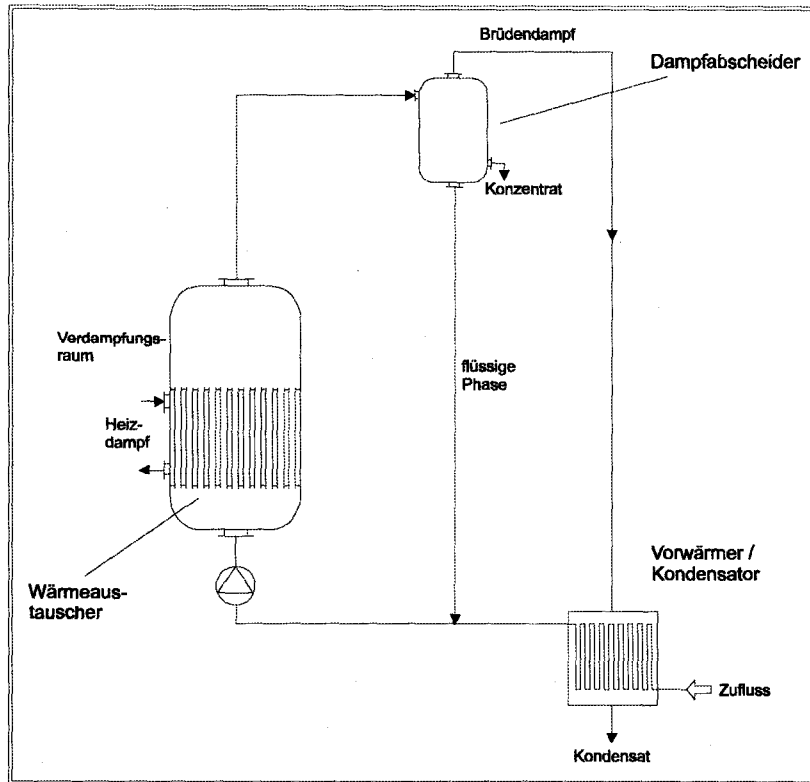 Brüdendampf
Dampfabscheider
Konzentrat
Verdampfungs-
raum
flüssige
Phase
Heiz-
dampf
Wärmeaus-
tauscher
Vorwärmer /
Kondensator
Zufluss
Kondensat